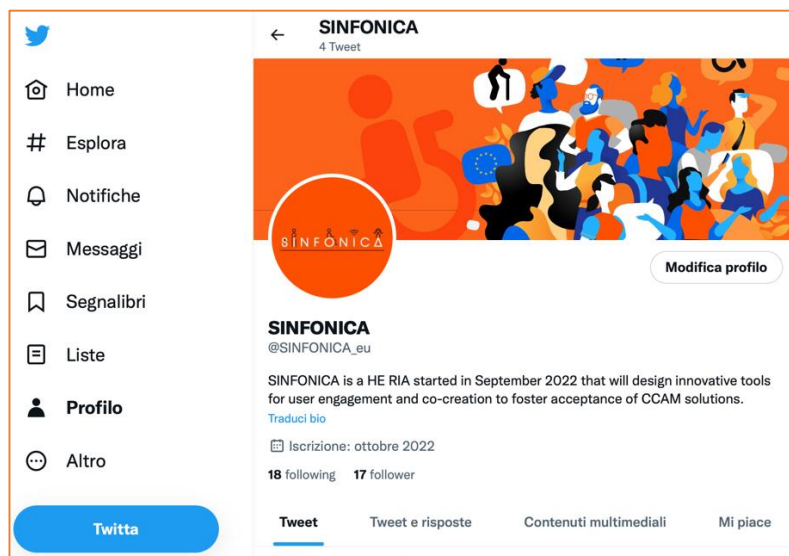 SINFONICA
4 Tweet
Home
Esplora
Notifiche
Messaggi
Segnalibri
Liste
Profilo
Altro
Twitta
SINFONICA
Modifica profilo
SINFONICA
@SINFONICA_eu
SINFONICA is a HE RIA started in September 2022 that will design innovative tools
for user engagement and co-creation to foster acceptance of CCAM solutions.
Traduci bio
Iscrizione: ottobre 2022
18 following 17 follower
Tweet Tweet e risposte Contenuti multimediali Mi piace